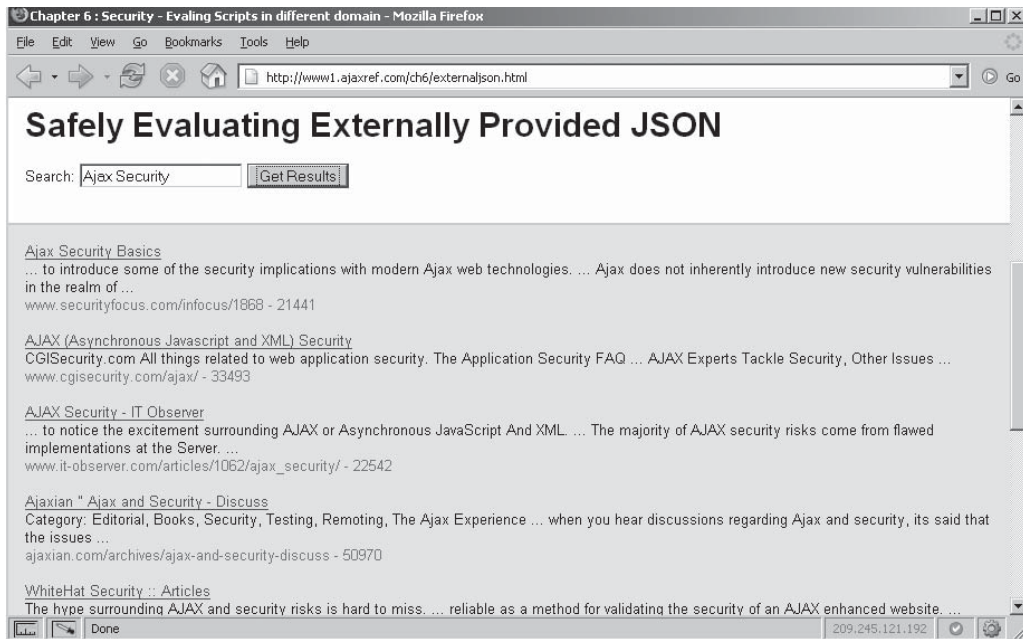 Chapter 6 : Security - Evaling Scripts in different domain - Mozilla Firefox
File Edit View Go Bookmarks Tools Help
http://www1.ajaxref.com/ch6/externaljson.html Go
Safely Evaluating Externally Provided JSON
Search: Ajax Security Get Results
Ajax Security Basics
... to introduce some of the security implications with modern Ajax web technologies. ... Ajax does not inherently introduce new security vulnerabilities
in the realm of ...
www.securityfocus.com/infocus/1868 - 21441
AJAX (Asynchronous Javascript and XML) Security
CGISecurity.com All things related to web application security. The Application Security FAQ ... AJAX Experts Tackle Security, Other Issues ...
www.cgisecurity.com/ajax/ - 33493
AJAX Security - IT Observer
... to notice the excitement surrounding AJAX or Asynchronous JavaScript And XML. ... The majority of AJAX security risks come from flawed
implementations at the Server. ...
www.it-observer.com/articles/1062/ajax_security/ - 22542
Ajaxian " Ajax and Security - Discuss
Category: Editorial, Books, Security, Testing, Remoting, The Ajax Experience ... when you hear discussions regarding Ajax and security, its said that
the issues ...
ajaxian.com/archives/ajax-and-security-discuss - 50970
WhiteHat Security :: Articles
The hype surrounding AJAX and security risks is hard to miss. ... reliable as a method for validating the security of an AJAX enhanced website. ...
Done 209.245.121.192